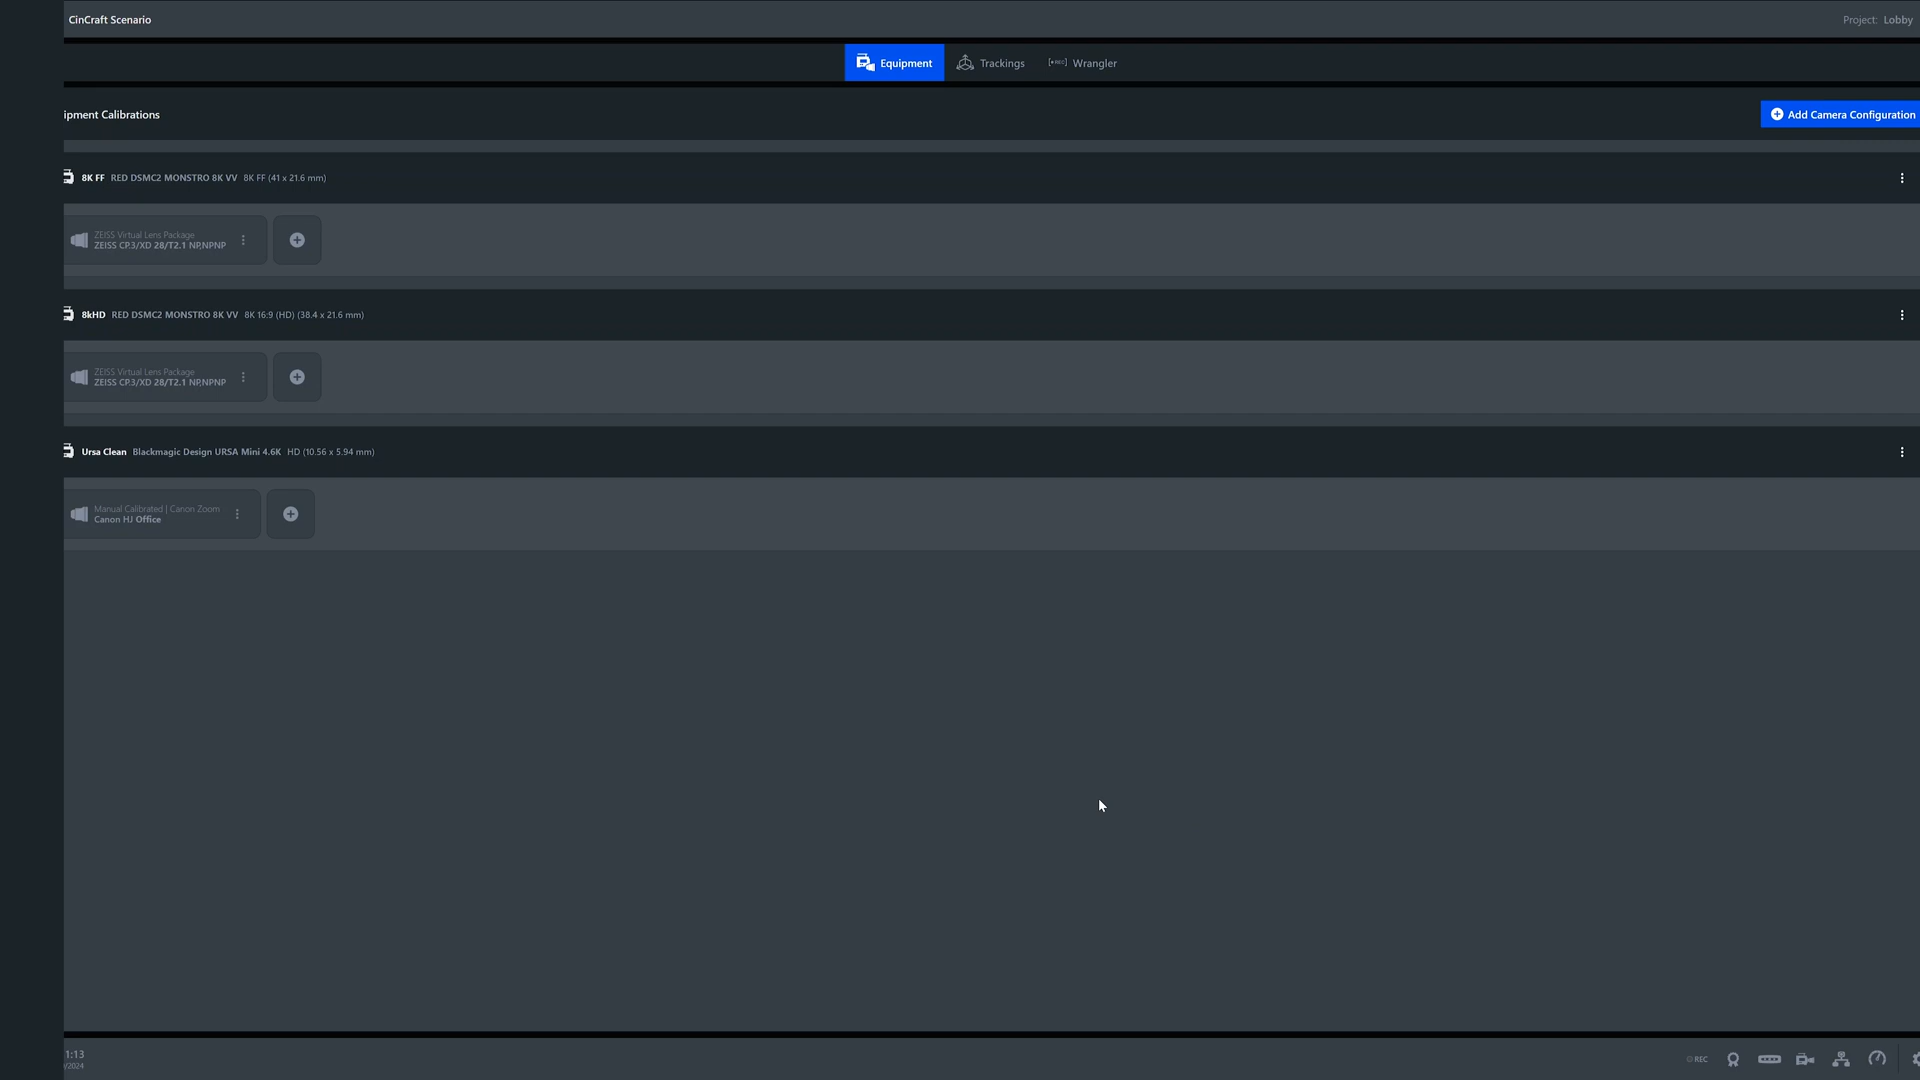 CinCraft Scenario
Project: Lobby
Equipment
Trackings
[•REC] Wrangler
ipment Calibrations
Add Camera Configuration
8K FF RED DSMC2 MONSTRO 8K VV 8K FF (41 x 21.6 mm)
ZEISS Virtual Lens Package
ZEISS CP.3/XD 28/T2.1 NP,NPNP
8kHD RED DSMC2 MONSTRO 8K VV 8K 16:9 (HD) (38.4 x 21.6 mm)
ZEISS Virtual Lens Package
ZEISS CP.3/XD 28/T2.1 NP,NPNP
Ursa Clean Blackmagic Design URSA Mini 4.6K HD (10.56 x 5.94 mm)
Manual Calibrated | Canon Zoom
Canon HJ Office
1:13
/2024
REC